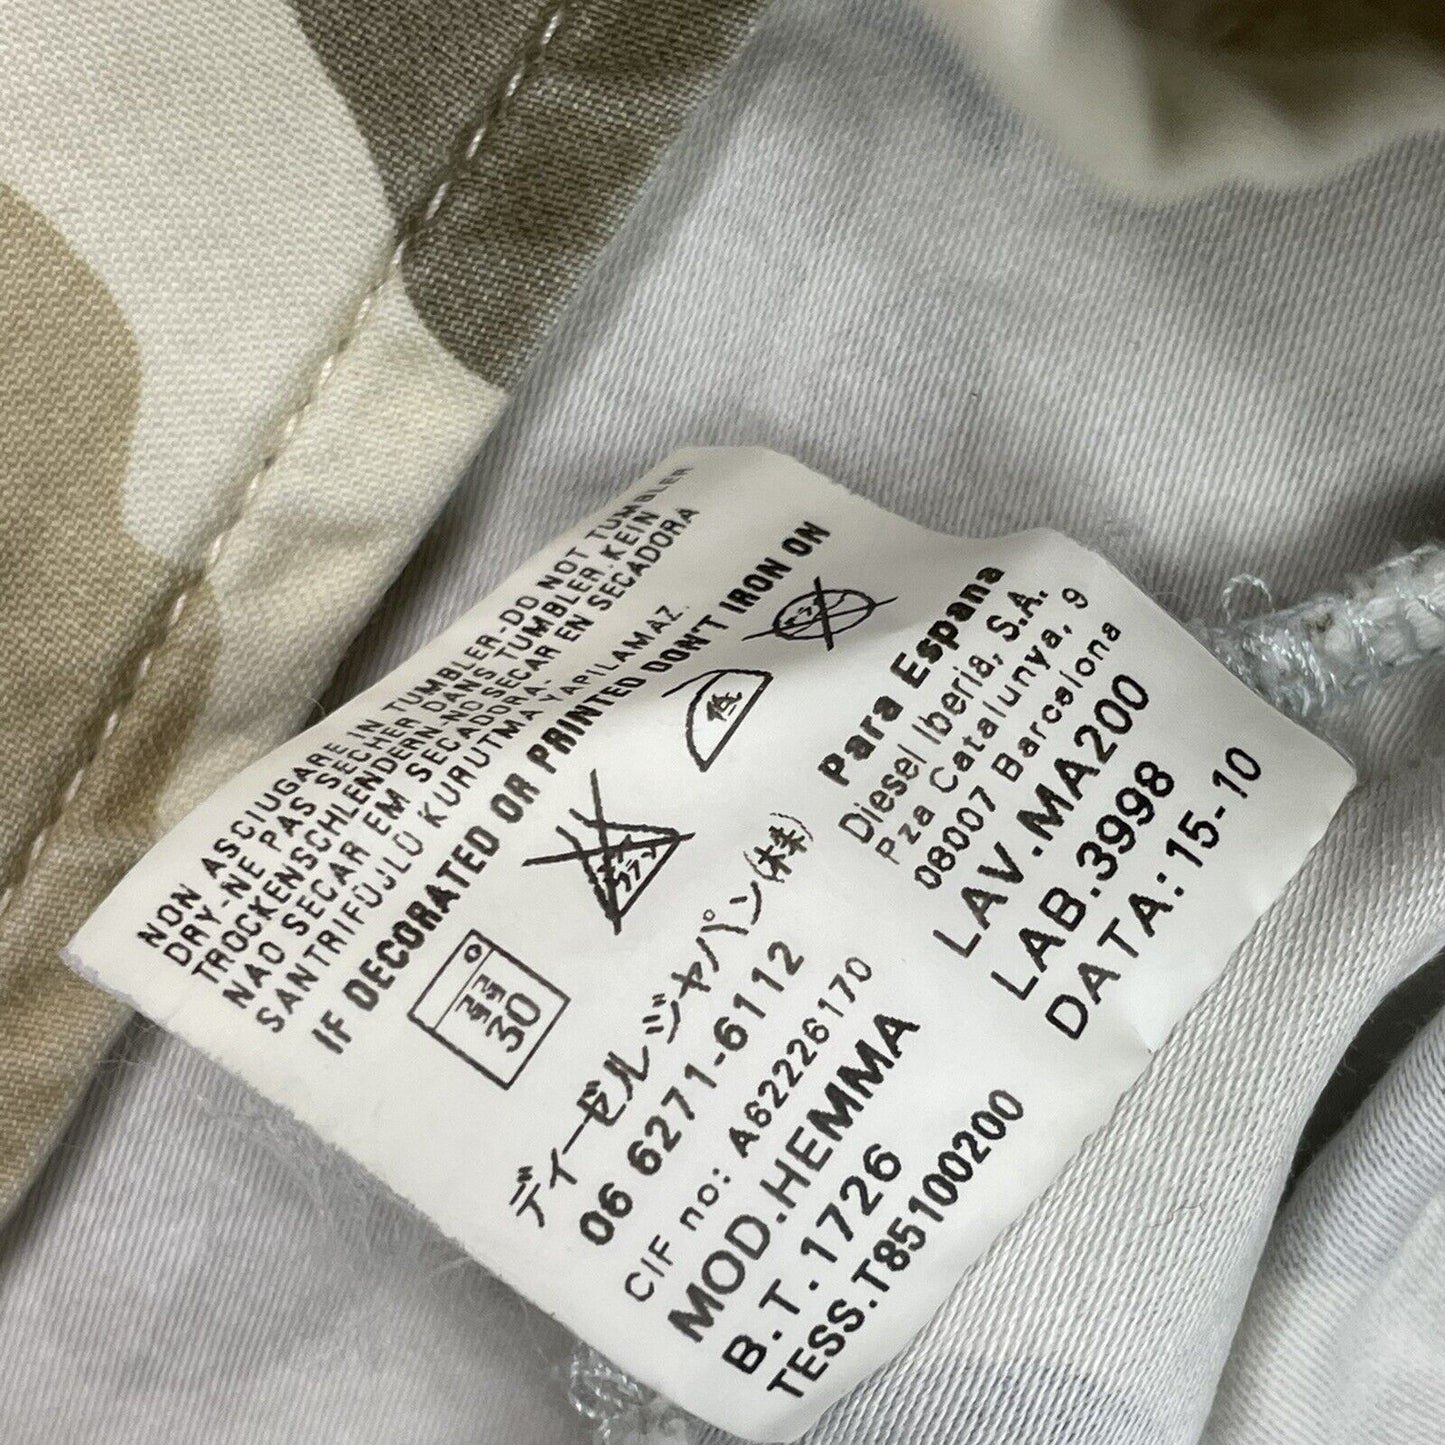 NON ASCIUGARE IN TUMBLER-DO NOT TUMBLER
DRY-NE PAS SECHER DANS TUMBLER.KEIN
TROCKENSCHLENDERN-NO SECAR EN SECADORA
NAO SECAR EM SECADORA-
SANTRIFÜJLÜ KURUTMA YAPILAMAZ.
IF DECORATED OR PRINTED DON'T IRON ON
30
低
ディーゼルジャパン(株)
06 6271-6112
CIF no: A62226170
MOD.HEMMA
B.T.1726
TESS.T85100200
Para Espana
Diesel Iberia, S.A.
Pza Catalunya, 9
08007 Barcelona
LAV.MA200
LAB.3998
DATA:15-10